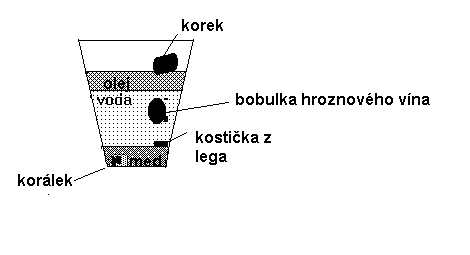 korek
olej
voda
bobulka hroznového vína
kostička z
lega
med
korálek